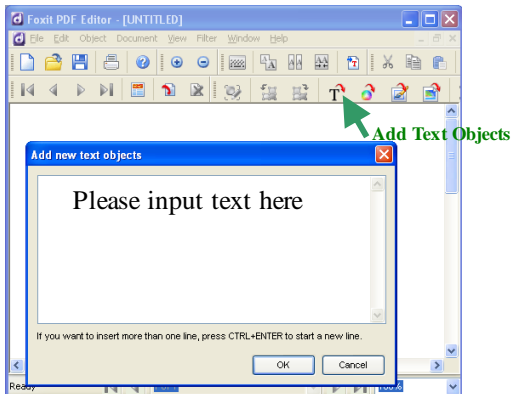 Foxit PDF Editor - [UNTITLED]
File Edit Object Document View Filter Window Help
Add Text Objects
Add new text objects
Please input text here
If you want to insert more than one line, press CTRL+ENTER to start a new line.
OK Cancel
Ready